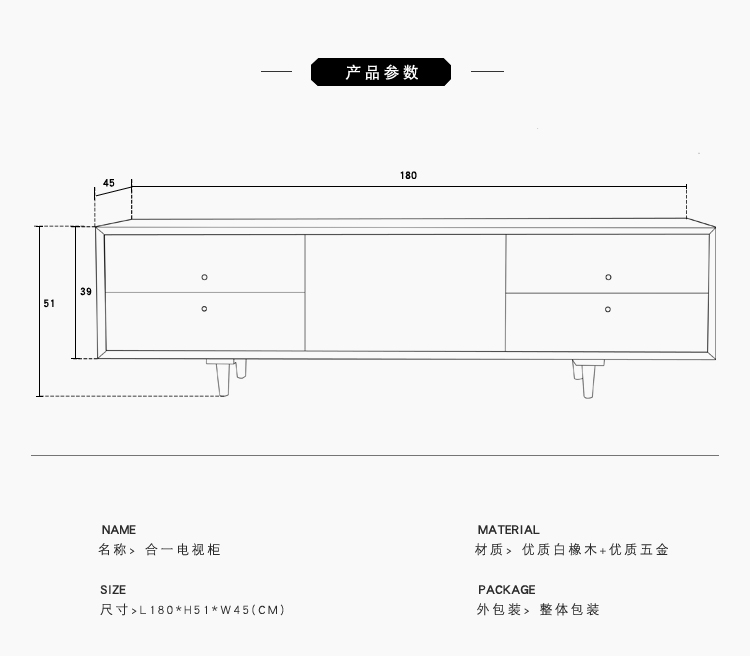 产品参数
45
180
51
39
NAME
名称> 合一电视柜
MATERIAL
材质> 优质白橡木+优质五金
SIZE
尺寸>L180*H51*W45(CM)
PACKAGE
外包装> 整体包装